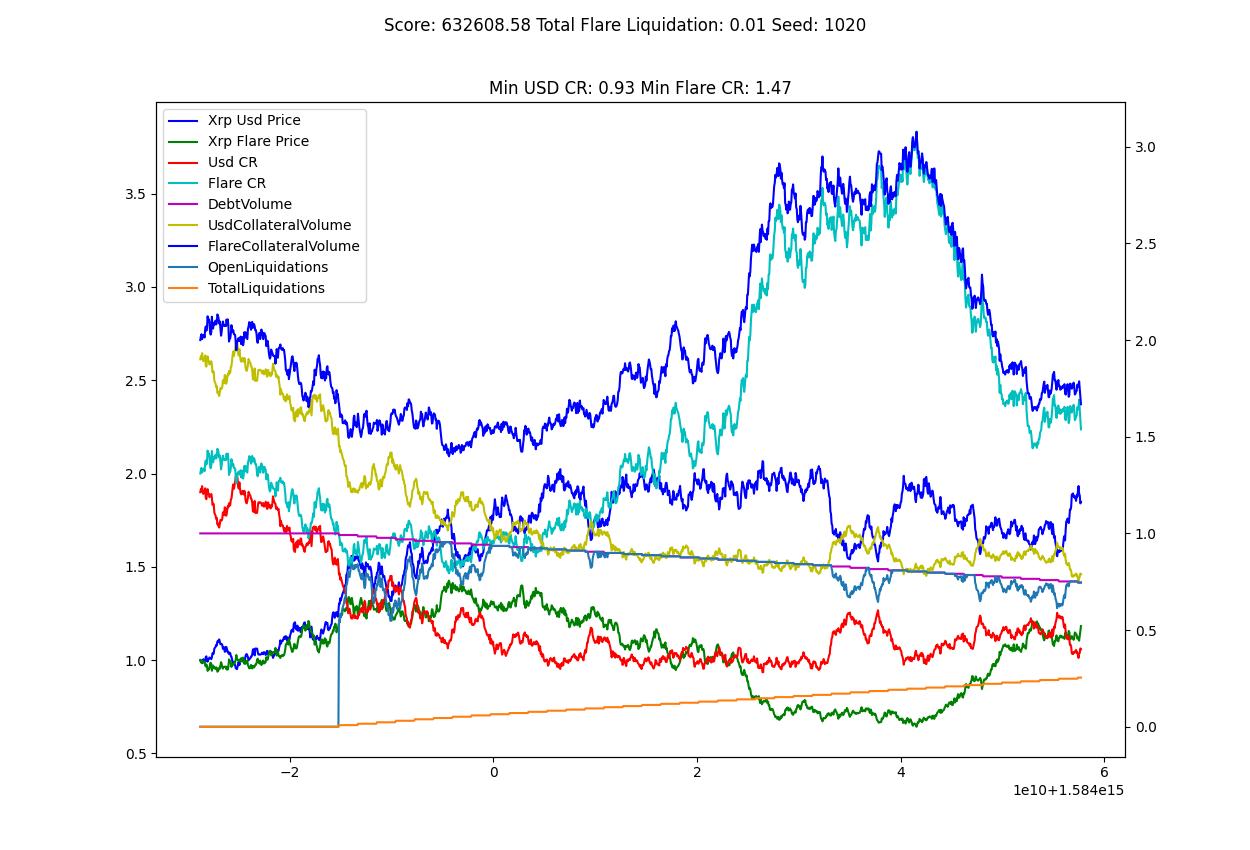 Score: 632608.58 Total Flare Liquidation: 0.01 Seed: 1020
Min USD CR: 0.93 Min Flare CR: 1.47
Xrp Usd Price
Xrp Flare Price
Usd CR
Flare CR
DebtVolume
UsdCollateralVolume
FlareCollateralVolume
OpenLiquidations
TotalLiquidations
3.5
3.0
2.5
2.0
1.5
1.0
0.5
3.0
2.5
2.0
1.5
1.0
0.5
0.0
−2 0 2 4 6
1e10+1.584e15